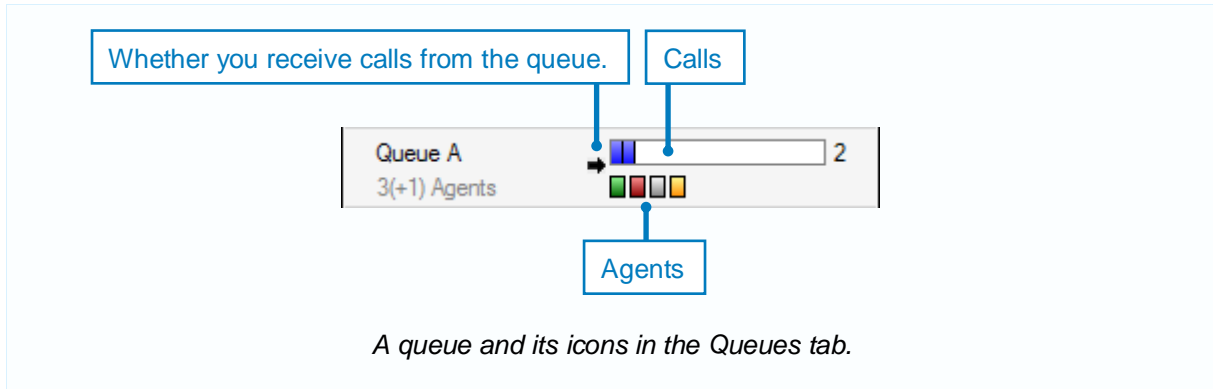 Whether you receive calls from the queue.
Calls
Queue A
2
3(+1) Agents
Agents
A queue and its icons in the Queues tab.